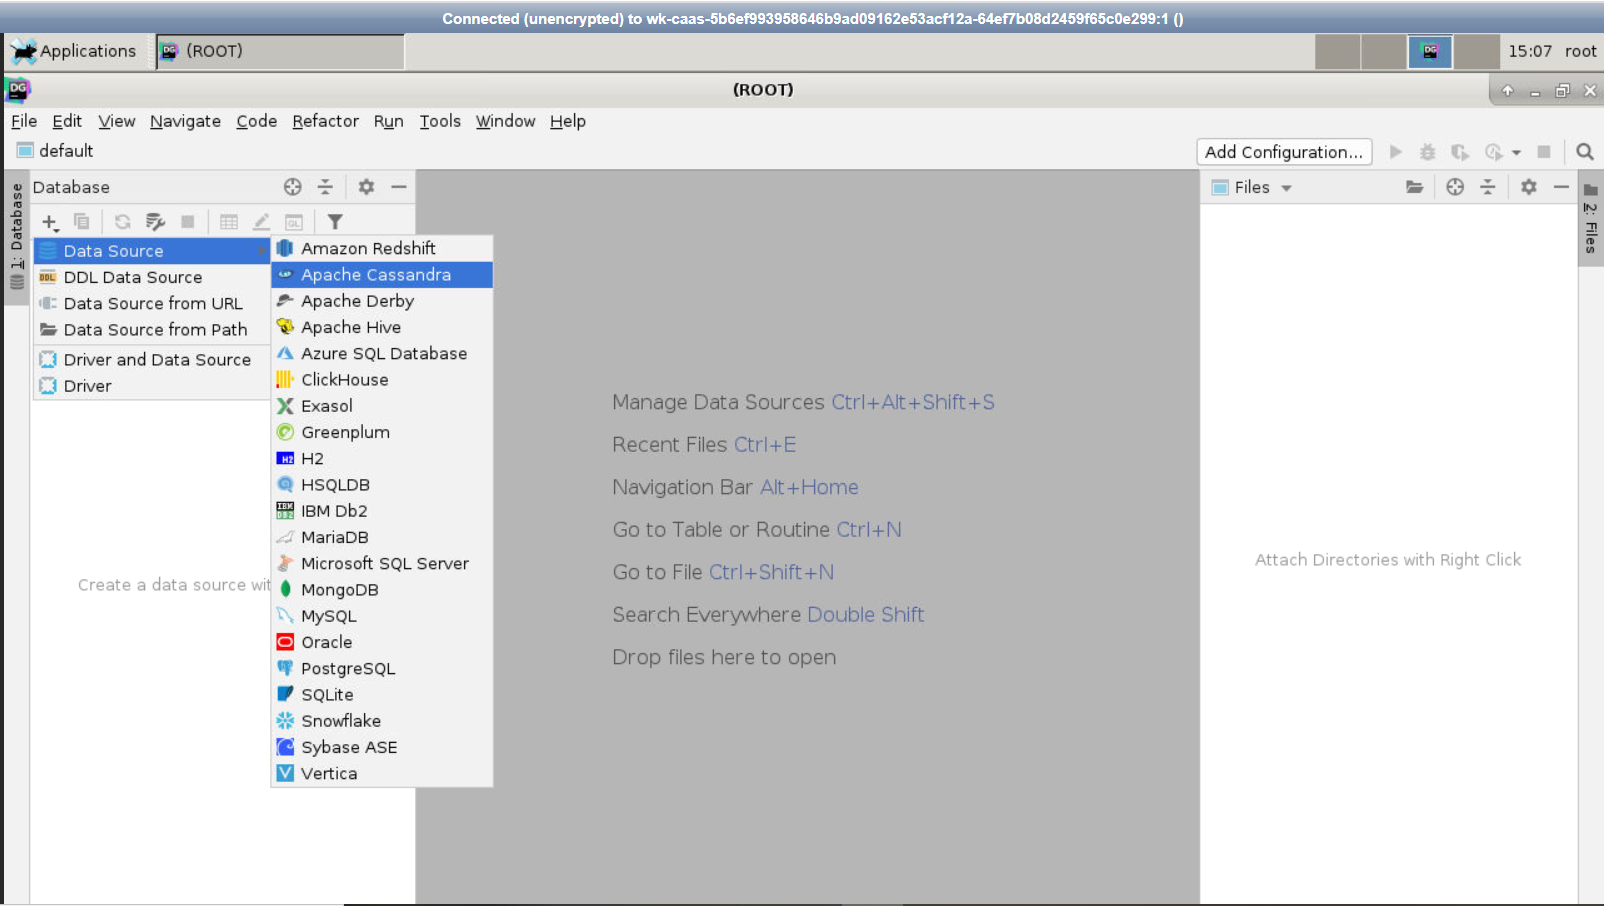 Connected (unencrypted) to wk-caas-5b6ef993958646b9ad09162e53acf12a-64ef7b08d2459f65c0e299:1 ()
Applications
DG (ROOT)
DG
15:07 root
DG
(ROOT)
File Edit View Navigate Code Refactor Run Tools Window Help
default
Add Configuration...
1: Database
Database
Files
2: Files
Data Source
DDL DDL Data Source
Data Source from URL
Data Source from Path
Driver and Data Source
Driver
Amazon Redshift
Apache Cassandra
Apache Derby
Apache Hive
Azure SQL Database
ClickHouse
Exasol
Greenplum
H2 H2
HSQLDB
IBM DB2 IBM Db2
MariaDB
Microsoft SQL Server
MongoDB
MySQL
Oracle
PostgreSQL
SQLite
Snowflake
Sybase ASE
Vertica
Create a data source wit
Manage Data Sources Ctrl+Alt+Shift+S
Recent Files Ctrl+E
Navigation Bar Alt+Home
Go to Table or Routine Ctrl+N
Go to File Ctrl+Shift+N
Search Everywhere Double Shift
Drop files here to open
Attach Directories with Right Click